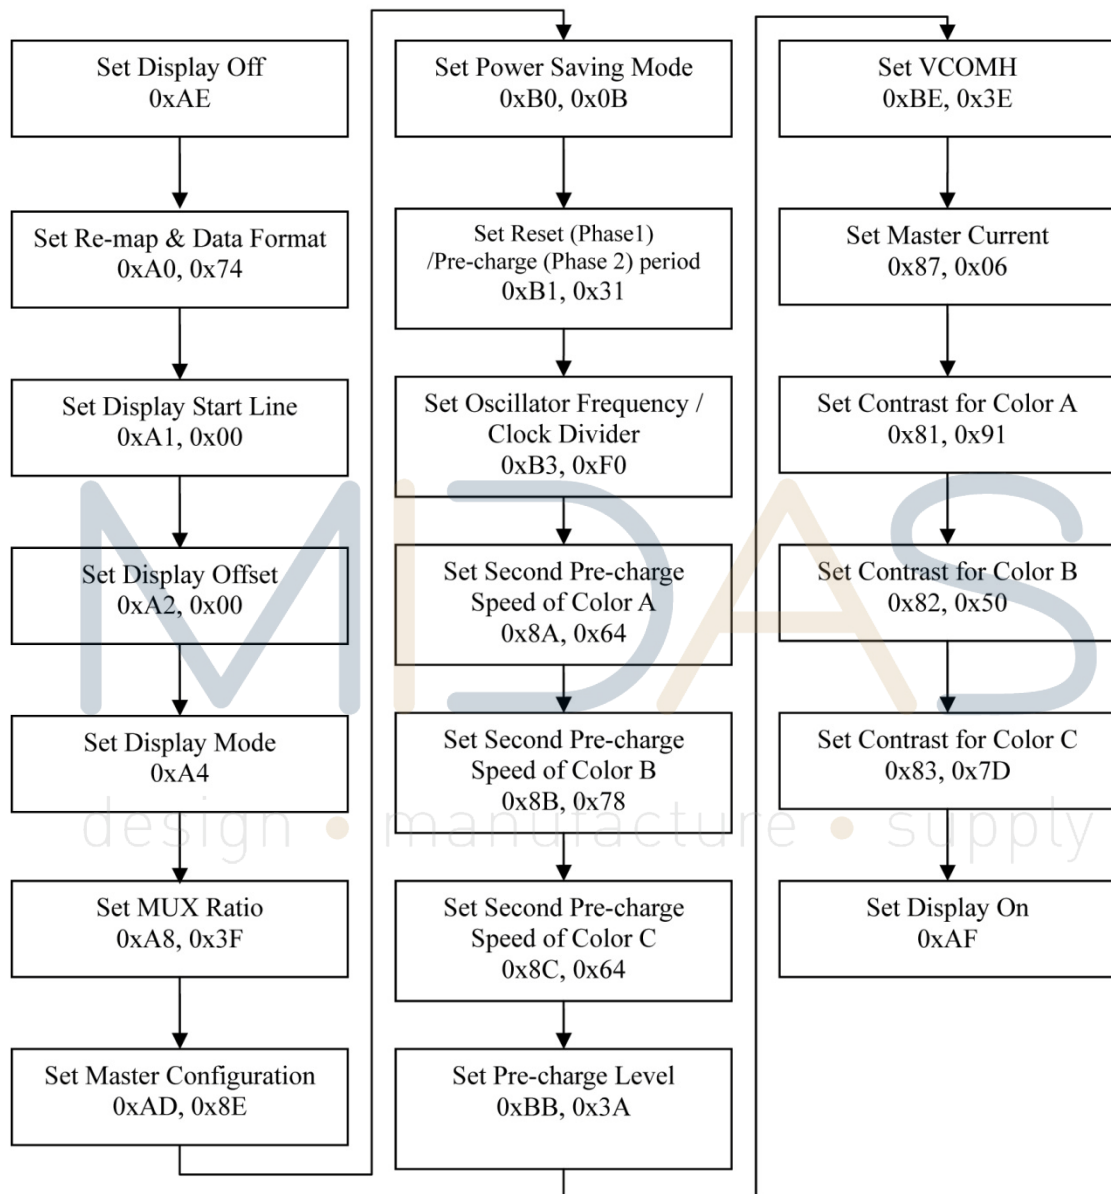 Set Display Off
0xAE
Set Re-map & Data Format
0xA0, 0x74
Set Display Start Line
0xA1, 0x00
Set Display Offset
0xA2, 0x00
Set Display Mode
0xA4
Set MUX Ratio
0xA8, 0x3F
Set Master Configuration
0xAD, 0x8E
Set Power Saving Mode
0xB0, 0x0B
Set Reset (Phase1)
/Pre-charge (Phase 2) period
0xB1, 0x31
Set Oscillator Frequency /
Clock Divider
0xB3, 0xF0
Set Second Pre-charge
Speed of Color A
0x8A, 0x64
Set Second Pre-charge
Speed of Color B
0x8B, 0x78
Set Second Pre-charge
Speed of Color C
0x8C, 0x64
Set Pre-charge Level
0xBB, 0x3A
Set VCOMH
0xBE, 0x3E
Set Master Current
0x87, 0x06
Set Contrast for Color A
0x81, 0x91
Set Contrast for Color B
0x82, 0x50
Set Contrast for Color C
0x83, 0x7D
Set Display On
0xAF
MIDAS
design • manufacture • supply